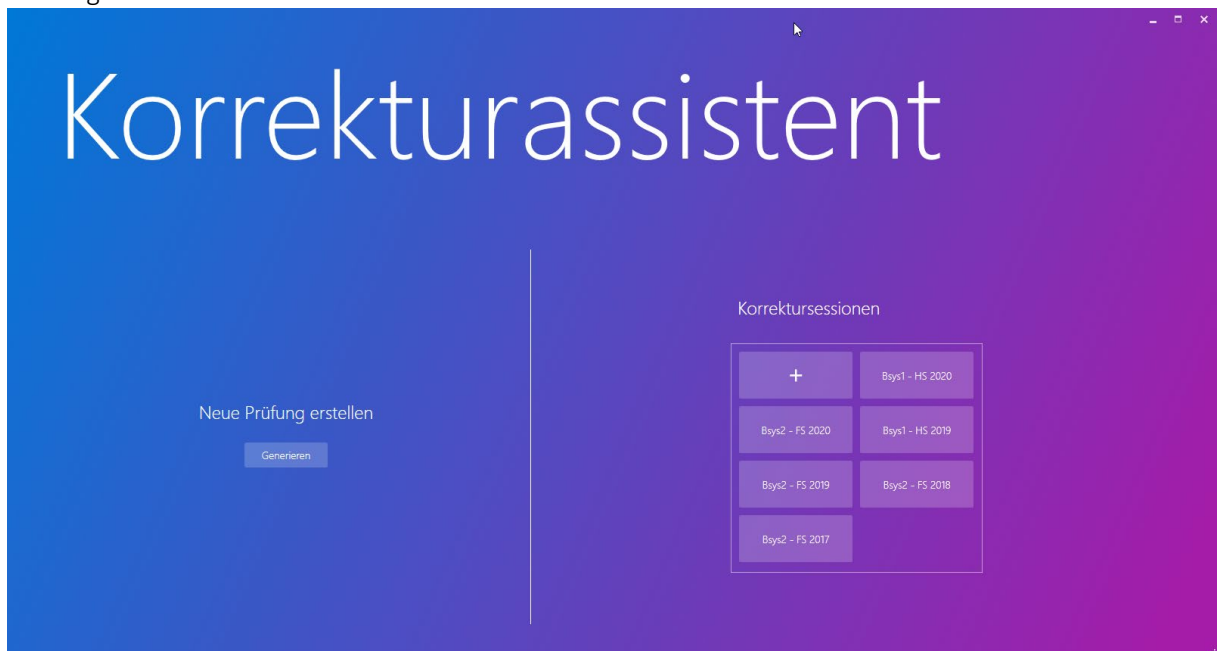 Korrekturassistent
Neue Prüfung erstellen
Generieren
Korrektursessionen
+
Bsys1 - HS 2020
Bsys2 - FS 2020
Bsys1 - HS 2019
Bsys2 - FS 2019
Bsys2 - FS 2018
Bsys2 - FS 2017